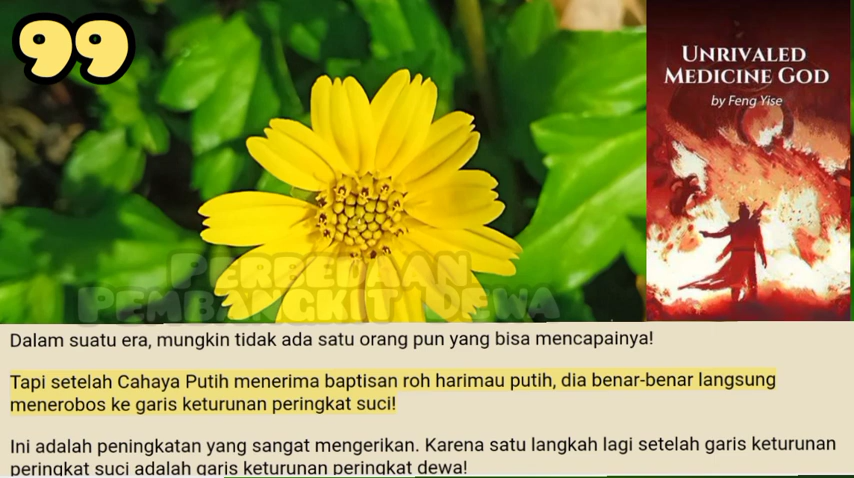 99
UNRIVALED
MEDICINE GOD
by Feng Yise
PERBEDAAN
PEMBANGKIT DEWA
Dalam suatu era, mungkin tidak ada satu orang pun yang bisa mencapainya!
Tapi setelah Cahaya Putih menerima baptisan roh harimau putih, dia benar-benar langsung
menerobos ke garis keturunan peringkat suci!
Ini adalah peningkatan yang sangat mengerikan. Karena satu langkah lagi setelah garis keturunan
peringkat suci adalah garis keturunan peringkat dewa!